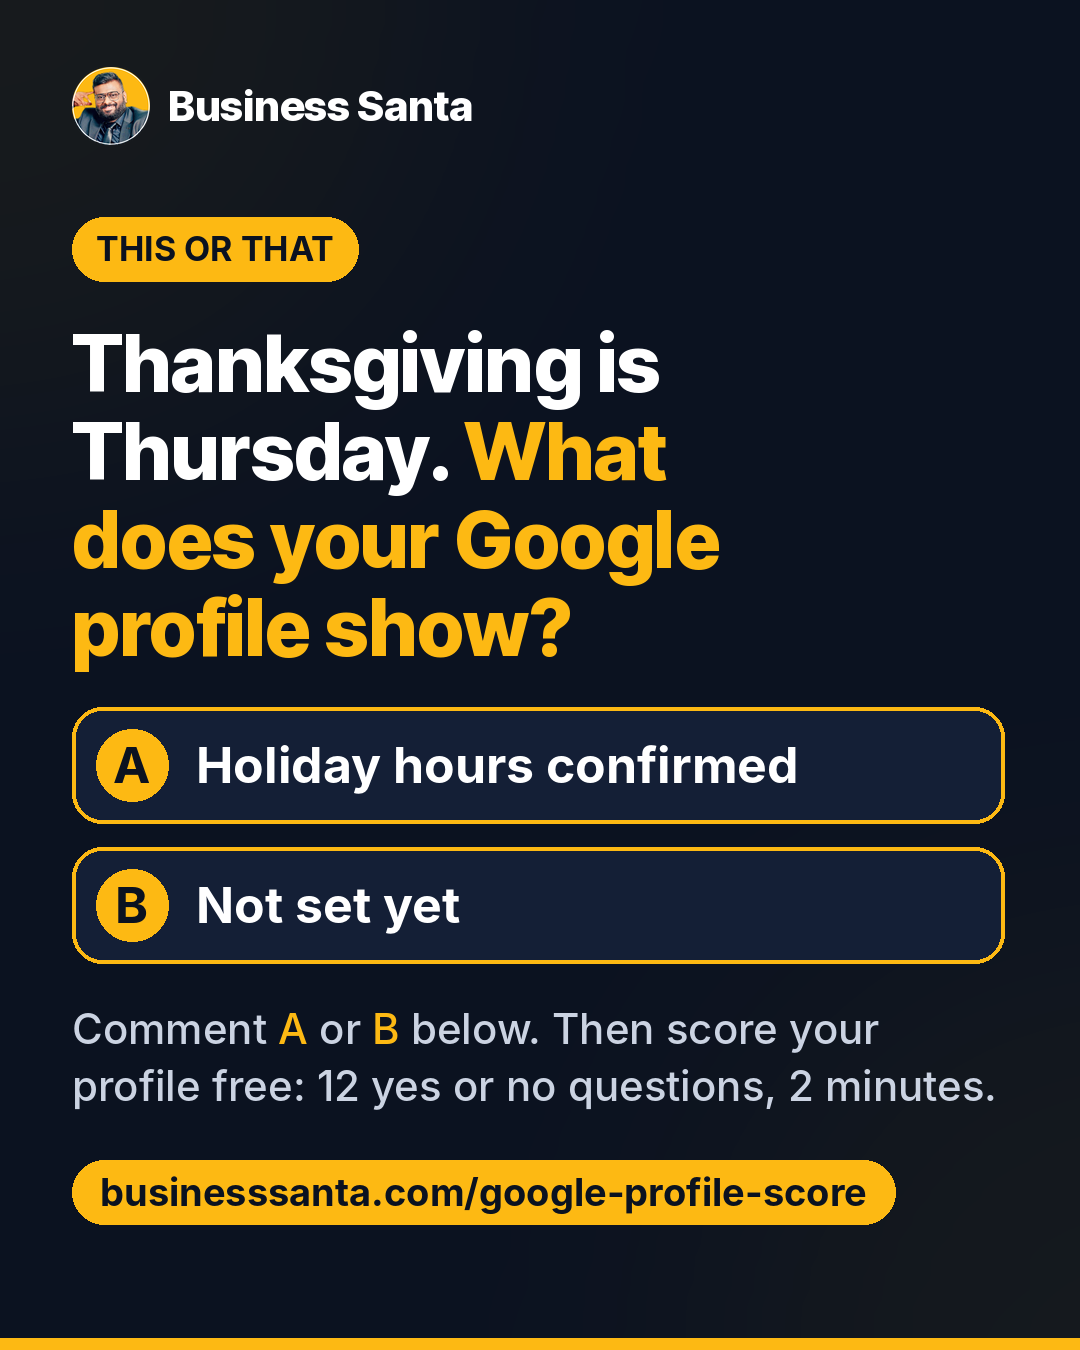 Business Santa
THIS OR THAT
Thanksgiving is
Thursday. What
does your Google
profile show?
A Holiday hours confirmed
B Not set yet
Comment A or B below. Then score your
profile free: 12 yes or no questions, 2 minutes.
businesssanta.com/google-profile-score